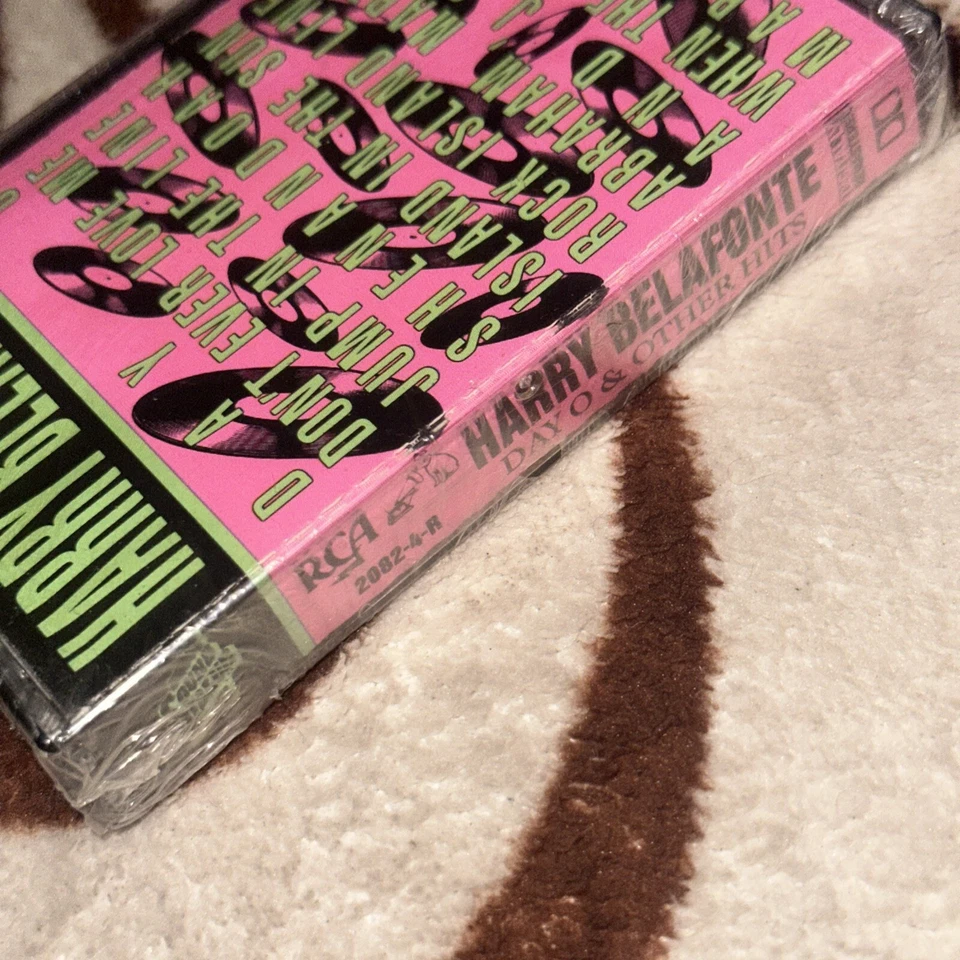 HARRY BEL
D A Y
DON'T EVER LOVE ME
JUMP IN THE LINE
S H E N A N D O A
ISLAND IN THE SUN
ROCK ISLAND
ABRAHAM
A N D J
WHEN THE
M A R
RCA
2082-4-R
HARRY BELAFONTE
DAY O & OTHER HITS